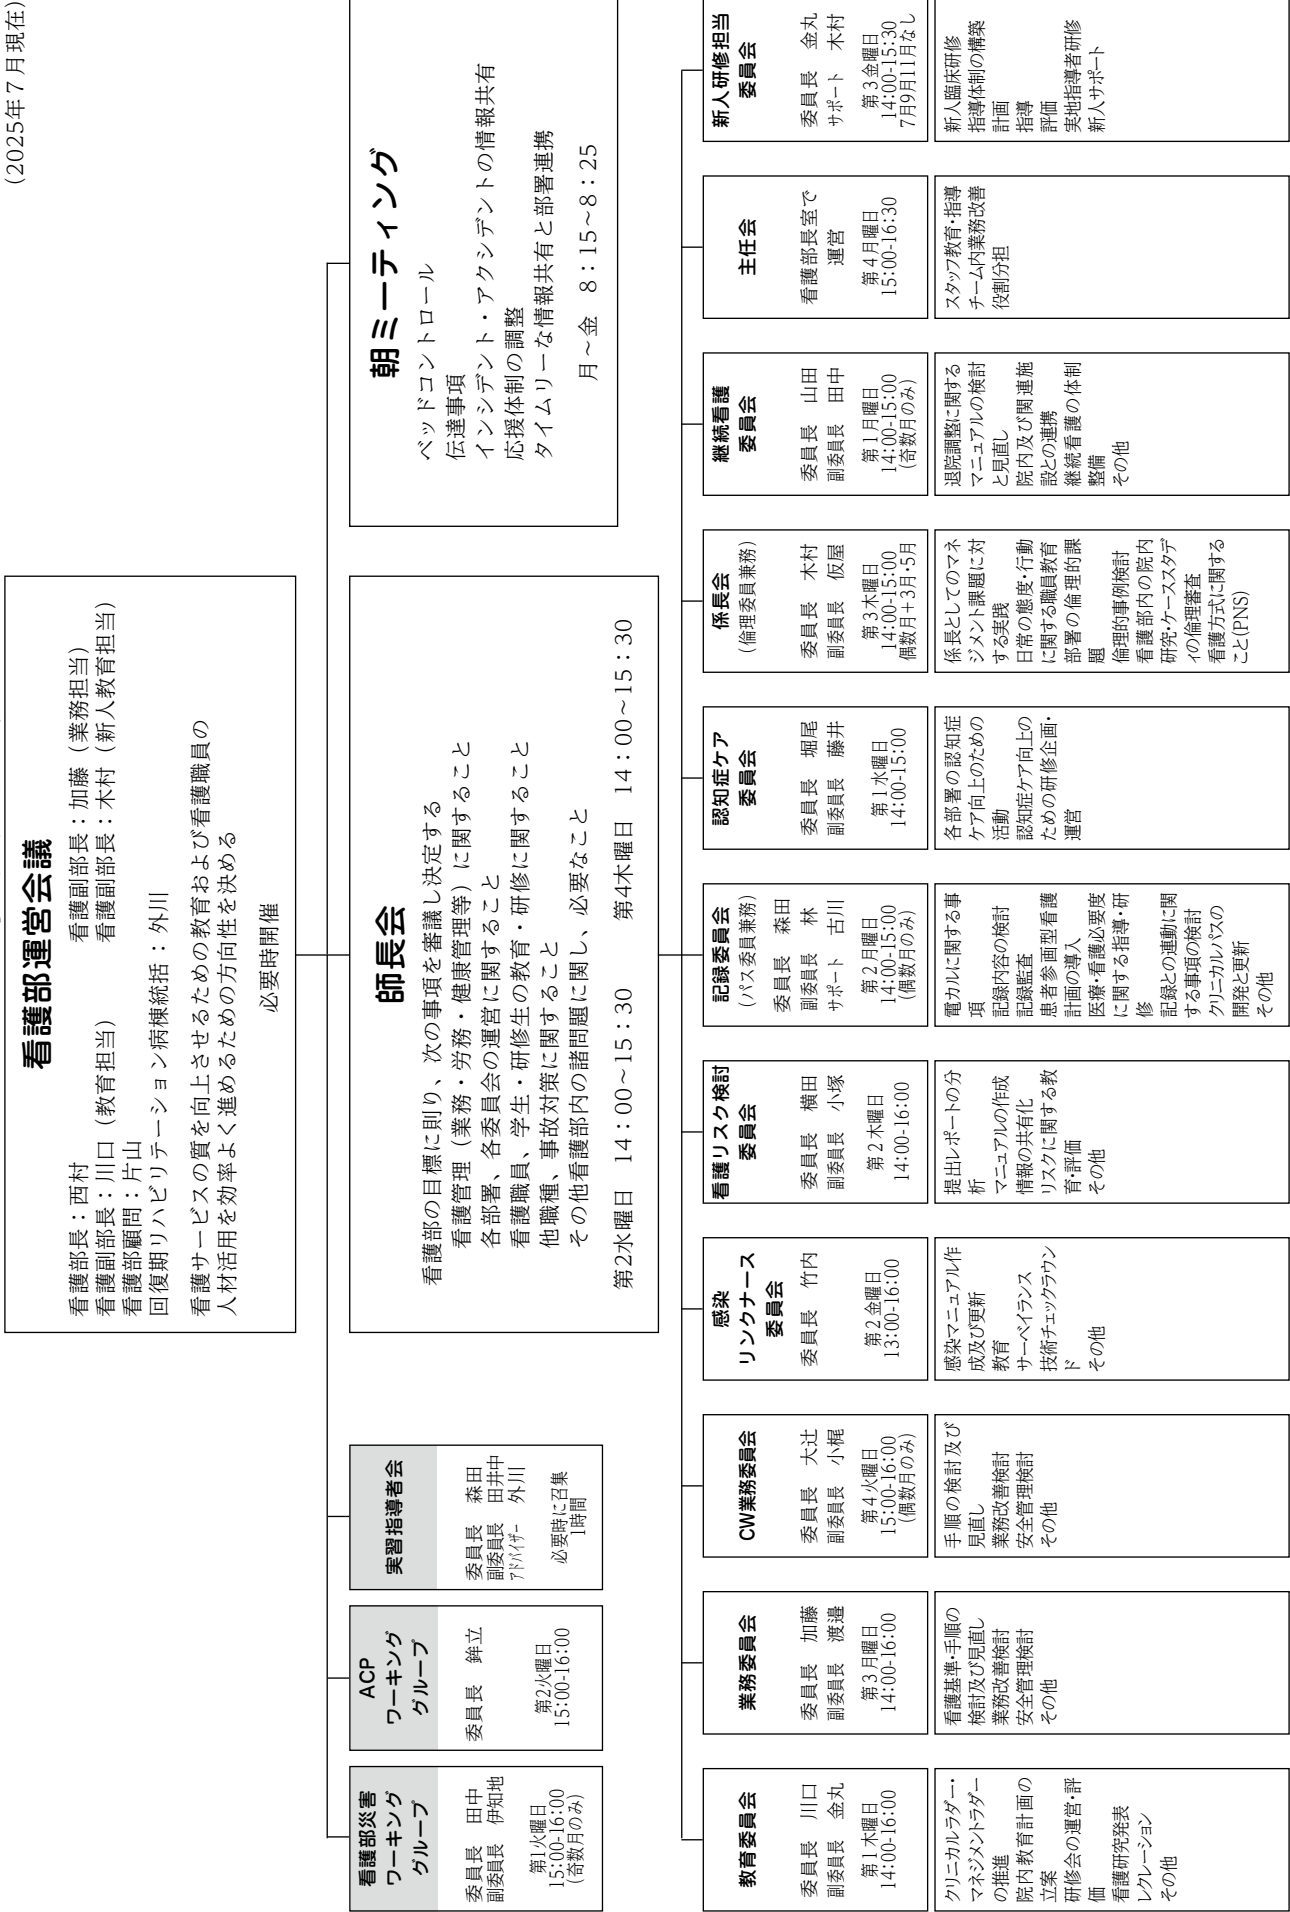 (2025年７月現在)
看護部運営会議
看護部長：西村
看護副部長：川口（教育担当）　看護副部長：加藤（業務担当）
看護部顧問：片山　看護副部長：木村（新人教育担当）
回復期リハビリテーション病棟統括：外川
看護サービスの質を向上させるための教育および看護職員の
人材活用を効率よく進めるための方向性を決める
必要時開催
看護部災害
ワーキング
グループ
委員長　田中
副委員長　伊知地
第1火曜日
15:00-16:00
(奇数月のみ)
ACP
ワーキング
グループ
委員長　鉾立
第2火曜日
15:00-16:00
実習指導者会
委員長　森田
副委員長　田井中
アドバイザー　外川
必要時に召集
1時間
師長会
看護部の目標に則り、次の事項を審議し決定する
看護管理（業務・労務・健康管理等）に関すること
各部署、各委員会の運営に関すること
看護職員、学生・研修生の教育・研修に関すること
他職種、事故対策に関すること
その他看護部内の諸問題に関し、必要なこと
第2水曜日　14：00～15：30　第4木曜日　14：00～15：30
朝ミーティング
ベッドコントロール
伝達事項
インシデント・アクシデントの情報共有
応援体制の調整
タイムリーな情報共有と部署連携
月～金　8：15～8：25
教育委員会
委員長　川口
副委員長　金丸
第1木曜日
14:00-16:00
クリニカルラダー・
マネジメントラダー
の推進
院内教育計画の
立案
研修会の運営・評
価
看護研究発表
レクレーション
その他
業務委員会
委員長　加藤
副委員長　渡邉
第3月曜日
14:00-16:00
看護基準・手順の
検討及び見直し
業務改善検討
安全管理検討
その他
CW業務委員会
委員長　大辻
副委員長　小梶
第4火曜日
15:00-16:00
(偶数月のみ)
手順の検討及び
見直し
業務改善検討
安全管理検討
その他
感染
リンクナース
委員会
委員長　竹内
第2金曜日
13:00-16:00
感染マニュアル作
成及び更新
教育
サーベイランス
技術チェックラウン
ド
その他
看護リスク検討
委員会
委員長　横田
副委員長　小塚
第2木曜日
14:00-16:00
提出レポートの分
析
マニュアルの作成
情報の共有化
リスクに関する教
育・評価
その他
記録委員会
(パス委員兼務)
委員長　森田
副委員長　林
サポート　古川
第2月曜日
14:00-15:00
(偶数月のみ)
電カルに関する事
項
記録内容の検討
記録監査
患者参画型看護
計画の導入
医療・看護必要度
に関する指導・研
修
記録との連動に関
する事項の検討
クリニカルパスの
開発と更新
その他
認知症ケア
委員会
委員長　堀尾
副委員長　藤井
第1水曜日
14:00-15:00
各部署の認知症
ケア向上のための
活動
認知症ケア向上の
ための研修企画・
運営
係長会
(倫理委員兼務)
委員長　木村
副委員長　仮屋
第3木曜日
14:00-15:00
偶数月＋3月・5月
係長としてのマネ
ジメント課題に対
する実践
日常の態度・行動
に関する職員教育
部署の倫理的課
題
倫理的事例検討
看護部内の院内
研究・ケーススタデ
ィの倫理審査
看護方式に関する
こと(PNS)
継続看護
委員会
委員長　山田
副委員長　田中
第1月曜日
14:00-15:00
(奇数月のみ)
退院調整に関する
マニュアルの検討
と見直し
院内及び関連施
設との連携
継続看護の体制
整備
その他
主任会
看護部長室で
運営
第4月曜日
15:00-16:30
スタッフ教育・指導
チーム内業務改善
役割分担
新人研修担当
委員会
委員長　金丸
サポート　木村
第3金曜日
14:00-15:30
7月9月11月なし
新人臨床研修
指導体制の構築
計画
指導
評価
実地指導者研修
新人サポート